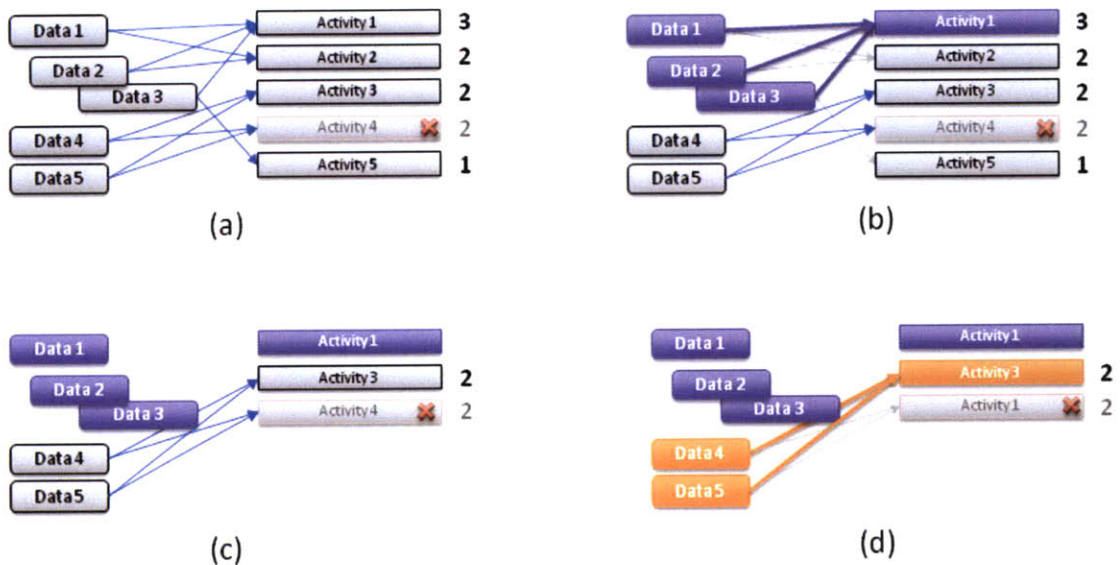 Data 1
Activity 1 3
Data 2
Activity 2 2
Data 3
Activity 3 2
Data 4
Activity 4 2
Data 5
Activity 5 1
(a)
Data 1
Activity 1 3
Data 2
Activity 2 2
Data 3
Activity 3 2
Data 4
Activity 4 2
Data 5
Activity 5 1
(b)
Data 1
Activity 1
Data 2
Activity 3 2
Data 3
Activity 4 2
Data 4
Data 5
(c)
Data 1
Activity 1
Data 2
Activity 3 2
Data 3
Activity 1 2
Data 4
Data 5
(d)